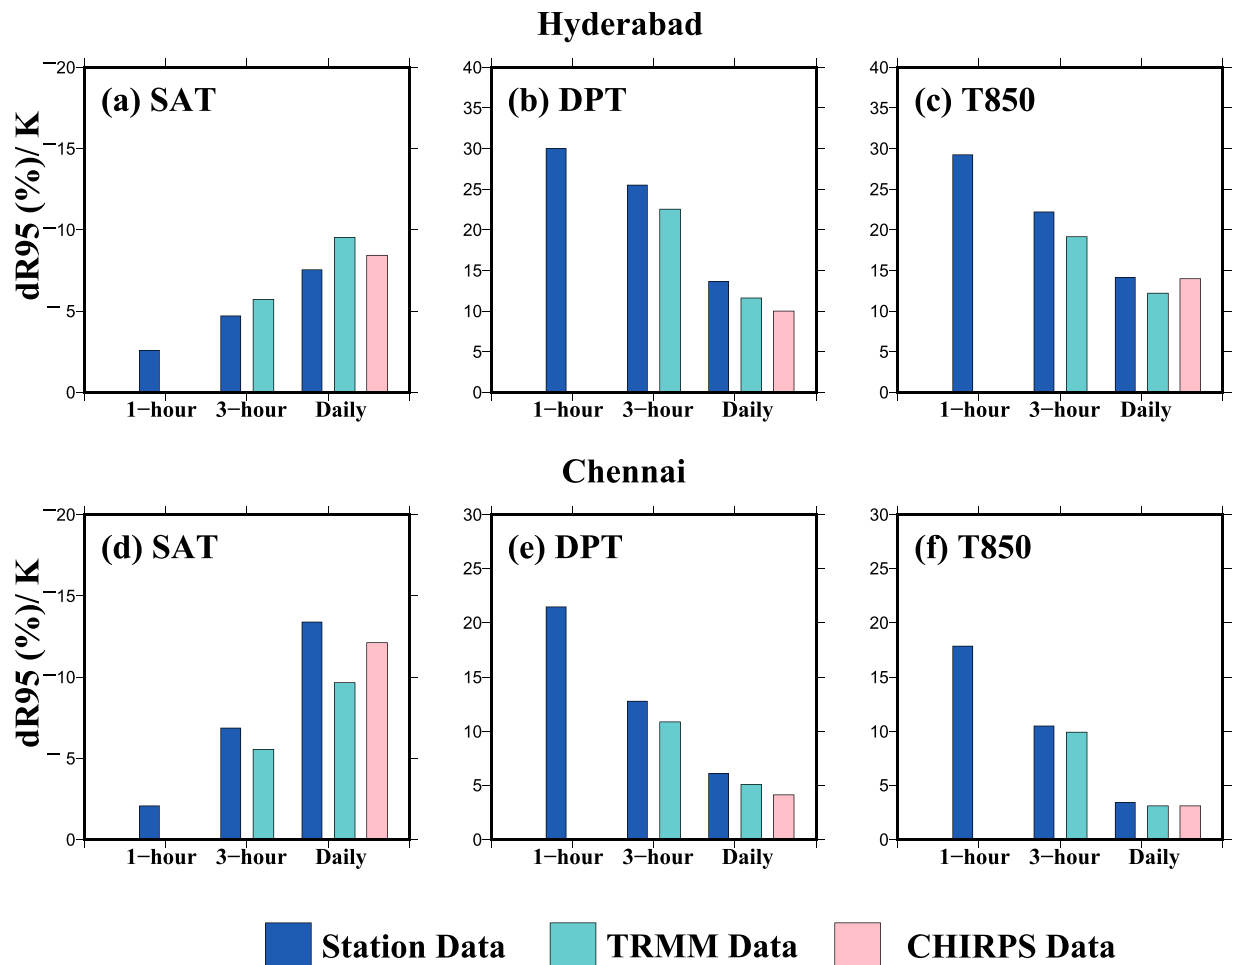 Hyderabad
(a) SAT
(b) DPT
(c) T850
dR95 (%)/ K
−20
−15
−10
− 5
0
40
35
30
25
20
15
10
5
0
40
35
30
25
20
15
10
5
0
1−hour 3−hour Daily
1−hour 3−hour Daily
1−hour 3−hour Daily
Chennai
(d) SAT
(e) DPT
(f) T850
dR95 (%)/ K
−20
−15
−10
− 5
0
30
25
20
15
10
5
0
30
25
20
15
10
5
0
1−hour 3−hour Daily
1−hour 3−hour Daily
1−hour 3−hour Daily
Station Data TRMM Data CHIRPS Data